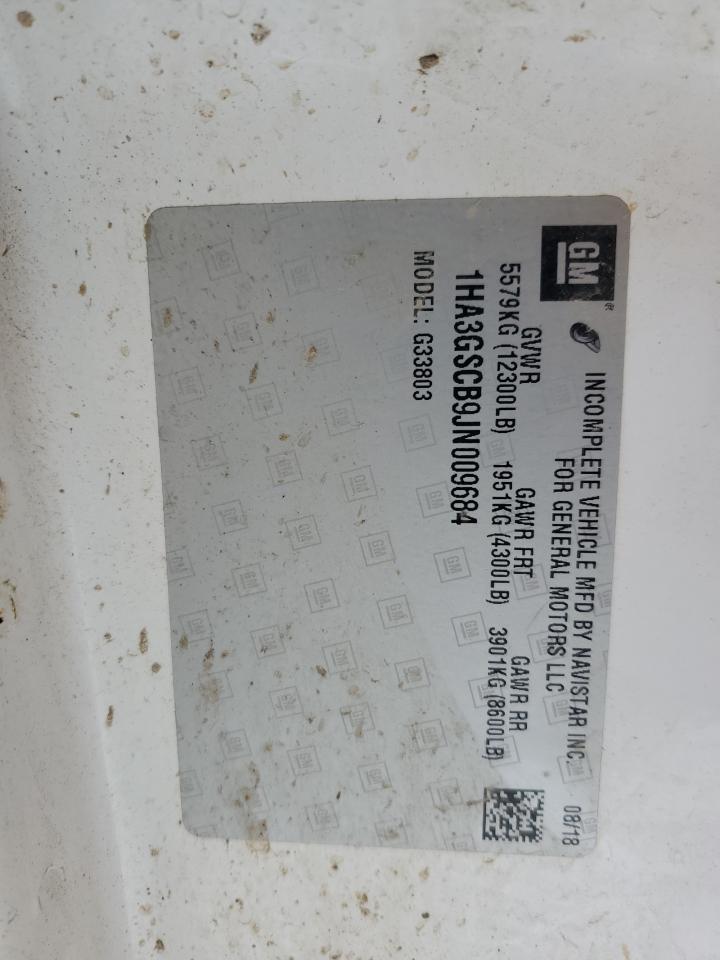 GM
INCOMPLETE VEHICLE MFD BY NAVISTAR INC. 08/18
FOR GENERAL MOTORS LLC
GVWR GAWR FRT GAWR RR
5579KG (12300LB) 1951KG (4300LB) 3901KG (8600LB)
1HA3GSCB9JN009684
MODEL: G33803